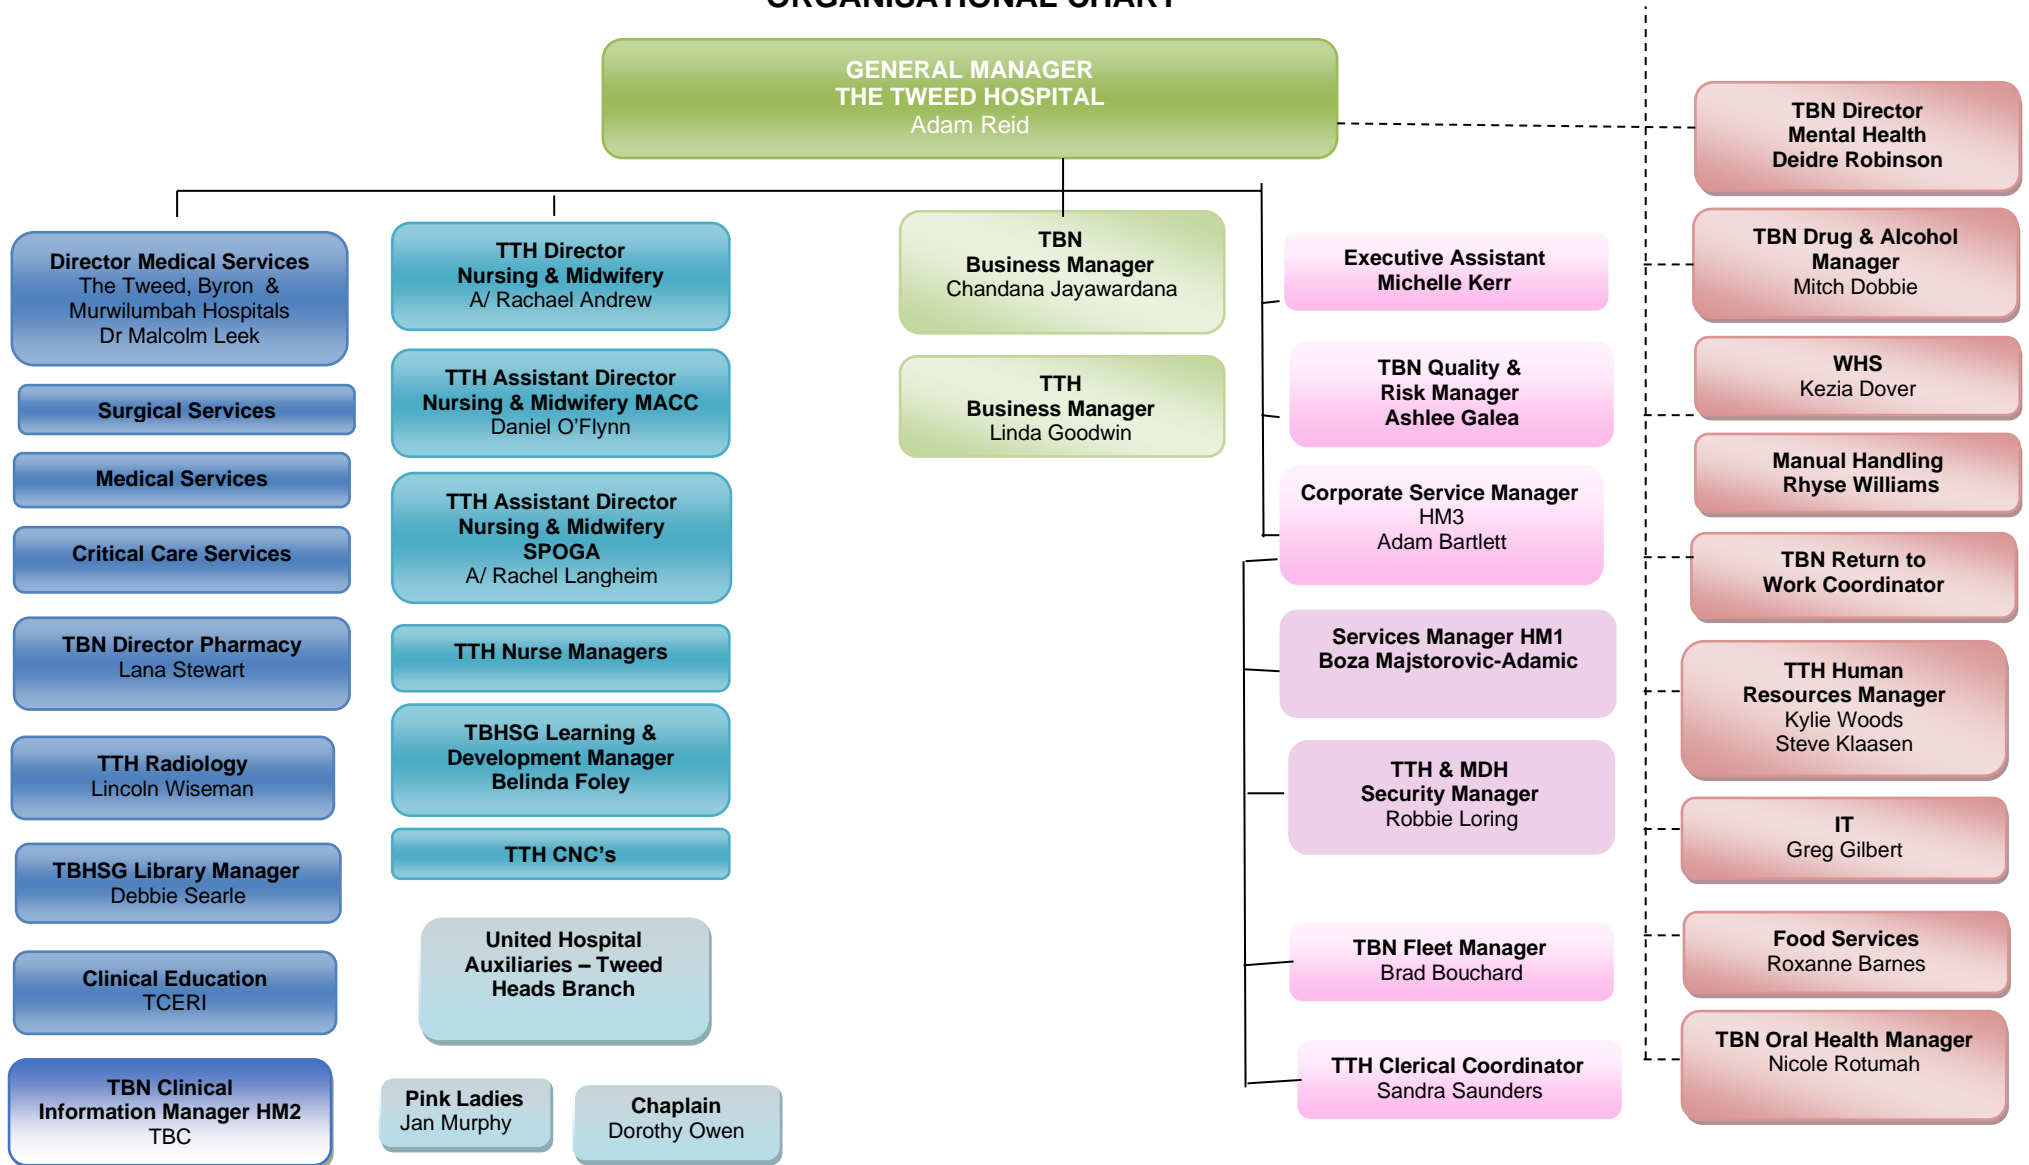 ORGANISATIONAL CHART
GENERAL MANAGER
THE TWEED HOSPITAL
Adam Reid
Director Medical Services
The Tweed, Byron &
Murwilumbah Hospitals
Dr Malcolm Leek
Surgical Services
Medical Services
Critical Care Services
TBN Director Pharmacy
Lana Stewart
TTH Radiology
Lincoln Wiseman
TBHSG Library Manager
Debbie Searle
Clinical Education
TCERI
TBN Clinical
Information Manager HM2
TBC
TTH Director
Nursing & Midwifery
A/ Rachael Andrew
TTH Assistant Director
Nursing & Midwifery MACC
Daniel O’Flynn
TTH Assistant Director
Nursing & Midwifery
SPOGA
A/ Rachel Langheim
TTH Nurse Managers
TBHSG Learning &
Development Manager
Belinda Foley
TTH CNC’s
United Hospital
Auxiliaries – Tweed
Heads Branch
Pink Ladies
Jan Murphy
Chaplain
Dorothy Owen
TBN
Business Manager
Chandana Jayawardana
TTH
Business Manager
Linda Goodwin
Executive Assistant
Michelle Kerr
TBN Quality &
Risk Manager
Ashlee Galea
Corporate Service Manager
HM3
Adam Bartlett
Services Manager HM1
Boza Majstorovic-Adamic
TTH & MDH
Security Manager
Robbie Loring
TBN Fleet Manager
Brad Bouchard
TTH Clerical Coordinator
Sandra Saunders
TBN Director
Mental Health
Deidre Robinson
TBN Drug & Alcohol
Manager
Mitch Dobbie
WHS
Kezia Dover
Manual Handling
Rhyse Williams
TBN Return to
Work Coordinator
TTH Human
Resources Manager
Kylie Woods
Steve Klaasen
IT
Greg Gilbert
Food Services
Roxanne Barnes
TBN Oral Health Manager
Nicole Rotumah